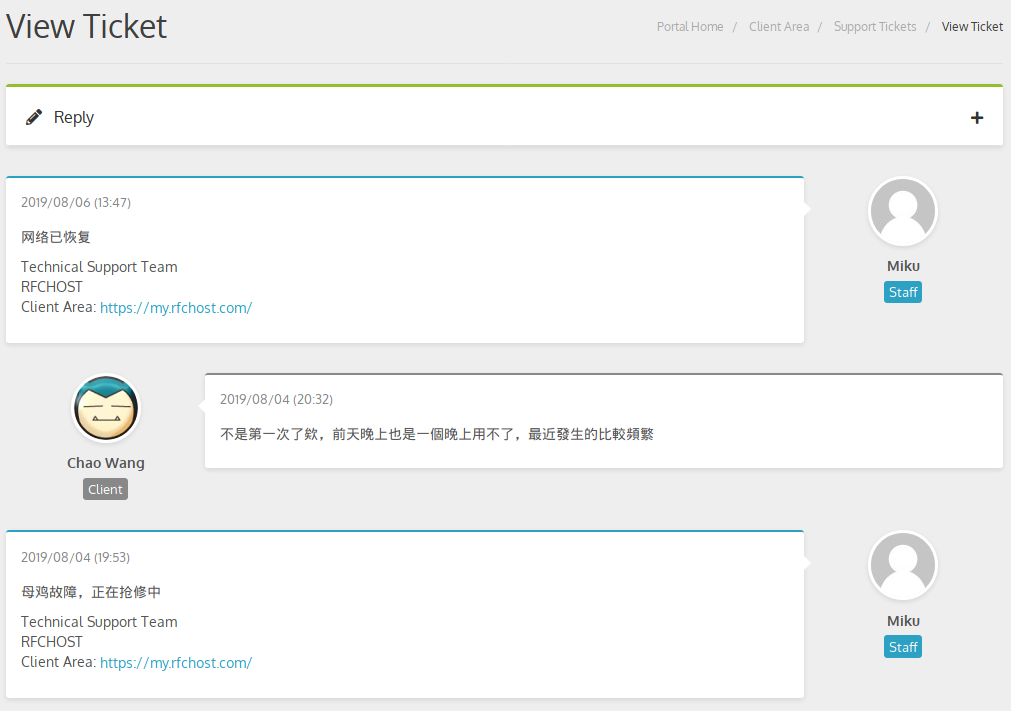 View Ticket
Portal Home / Client Area / Support Tickets / View Ticket
Reply
2019/08/06 (13:47)
网络已恢复
Technical Support Team
RFCHOST
Client Area: https://my.rfchost.com/
Miku
Staff
Chao Wang
Client
2019/08/04 (20:32)
不是第一次了欸，前天晚上也是一個晚上用不了，最近發生的比較頻繁
2019/08/04 (19:53)
母鸡故障，正在抢修中
Technical Support Team
RFCHOST
Client Area: https://my.rfchost.com/
Miku
Staff